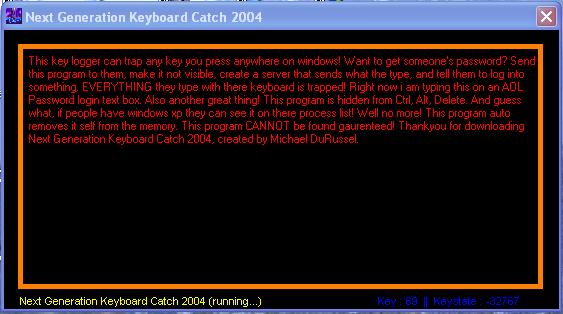 Next Generation Keyboard Catch 2004
This key logger can trap any key you press anywhere on windows! Want to get someone's password? Send
this program to them, make it not visible, create a server that sends what the type, and tell them to log into
something. EVERYTHING they type with there keyboard is trapped! Right now i am typing this on an AOL
Password login text box. Also another great thing! This program is hidden from Ctrl, Alt, Delete. And guess
what, if people have windows xp they can see it on there process list! Well no more! This program auto
removes it self from the memory. This program CANNOT be found gaurenteed! Thankyou for downloading
Next Generation Keyboard Catch 2004, created by Michael DuRussel.
Next Generation Keyboard Catch 2004 (running...) Key : 69 || Keystate : -32767